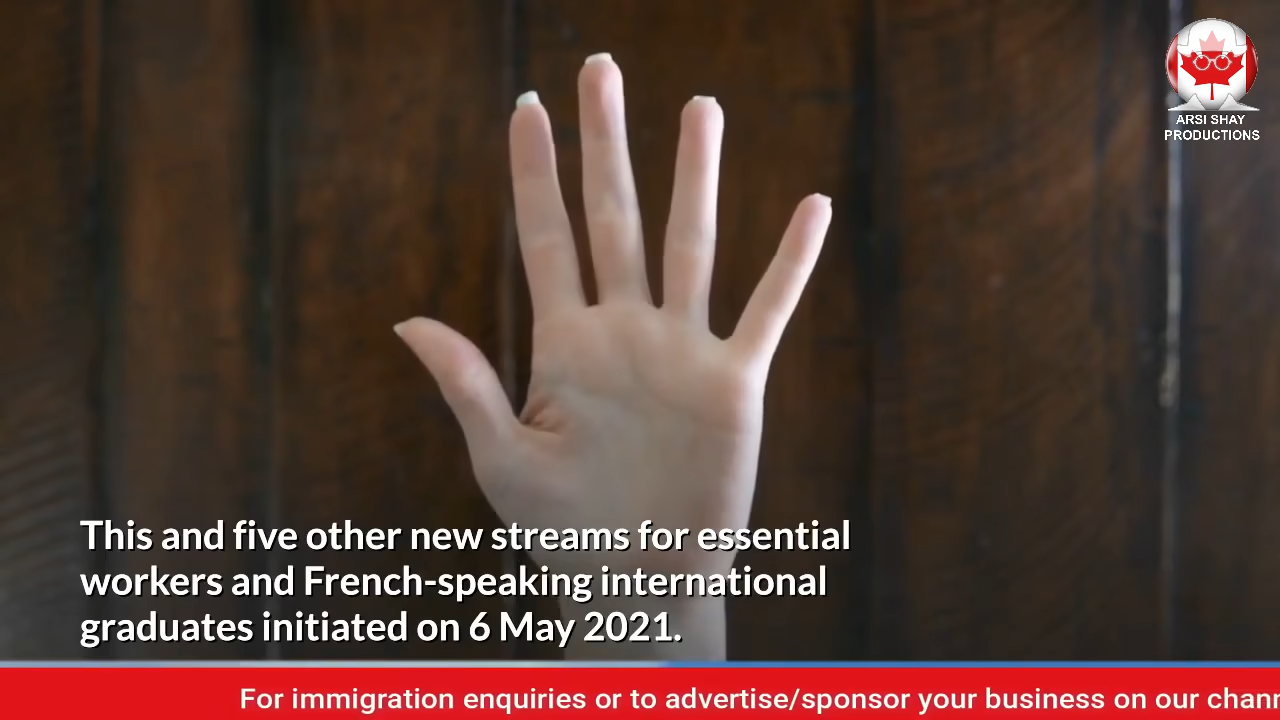 ARSI SHAY
PRODUCTIONS
This and five other new streams for essential
workers and French-speaking international
graduates initiated on 6 May 2021.
For immigration enquiries or to advertise/sponsor your business on our chann